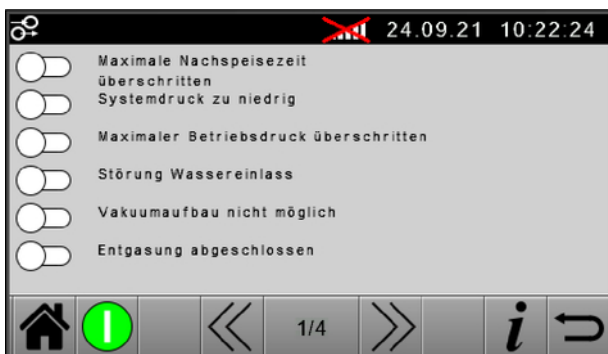 24.09.21 10:22:24
Maximale Nachspeisezeit
überschritten
Systemdruck zu niedrig
Maximaler Betriebsdruck überschritten
Störung Wassereinlass
Vakuumaufbau nicht möglich
Entgasung abgeschlossen
1/4
i